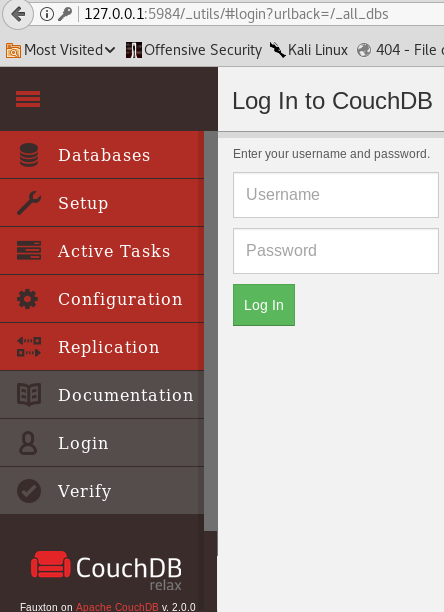 127.0.0.1:5984/_utils/#login?urlback=/_all_dbs
Most Visited Offensive Security Kali Linux 404 - File
Log In to CouchDB
Enter your username and password.
Username
Password
Log In
Databases
Setup
Active Tasks
Configuration
Replication
Documentation
Login
Verify
CouchDB
relax
Fauxton on Apache CouchDB v. 2.0.0